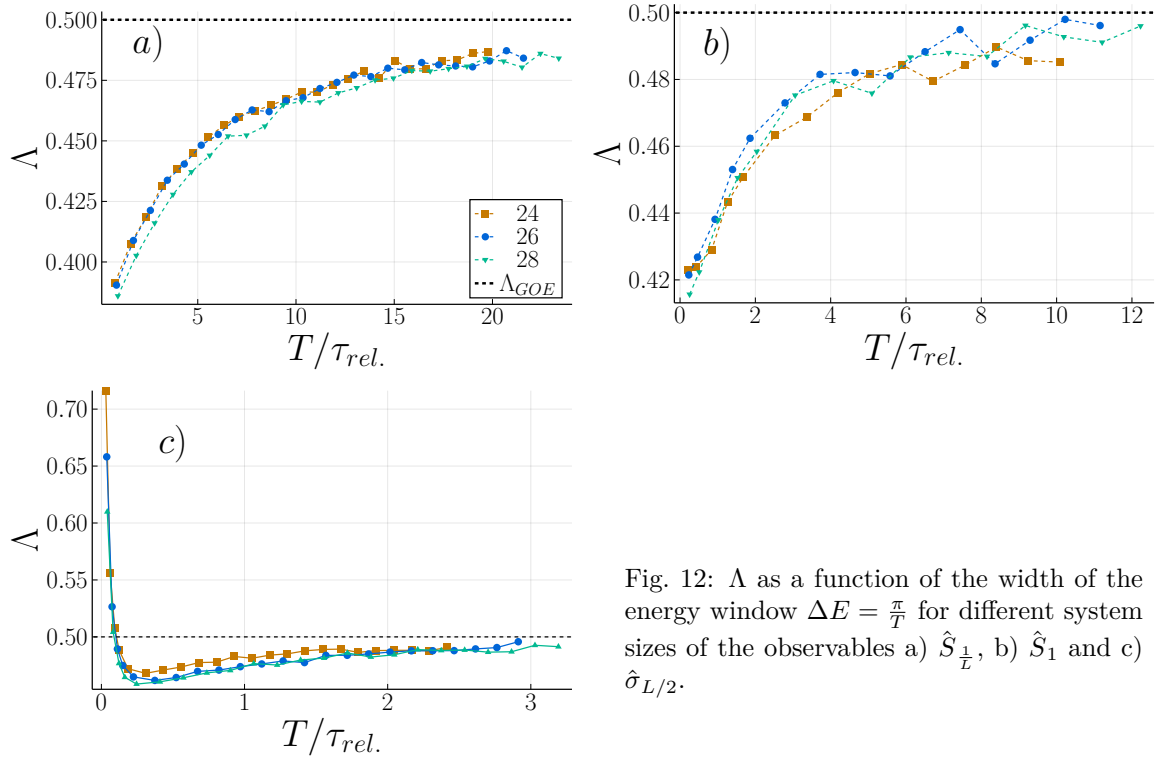 a)
0.500
0.475
0.450
0.425
0.400
Λ
5 10 15 20
T/τ_rel.
24
26
28
Λ_GOE
b)
0.50
0.48
0.46
0.44
0.42
Λ
0 2 4 6 8 10 12
T/τ_rel.
c)
0.70
0.65
0.60
0.55
0.50
Λ
0 1 2 3
T/τ_rel.
Fig. 12: Λ as a function of the width of the
energy window ΔE = π/T for different system
sizes of the observables a) Ŝ_{1/L}, b) Ŝ_1 and c)
σ̂_{L/2}.